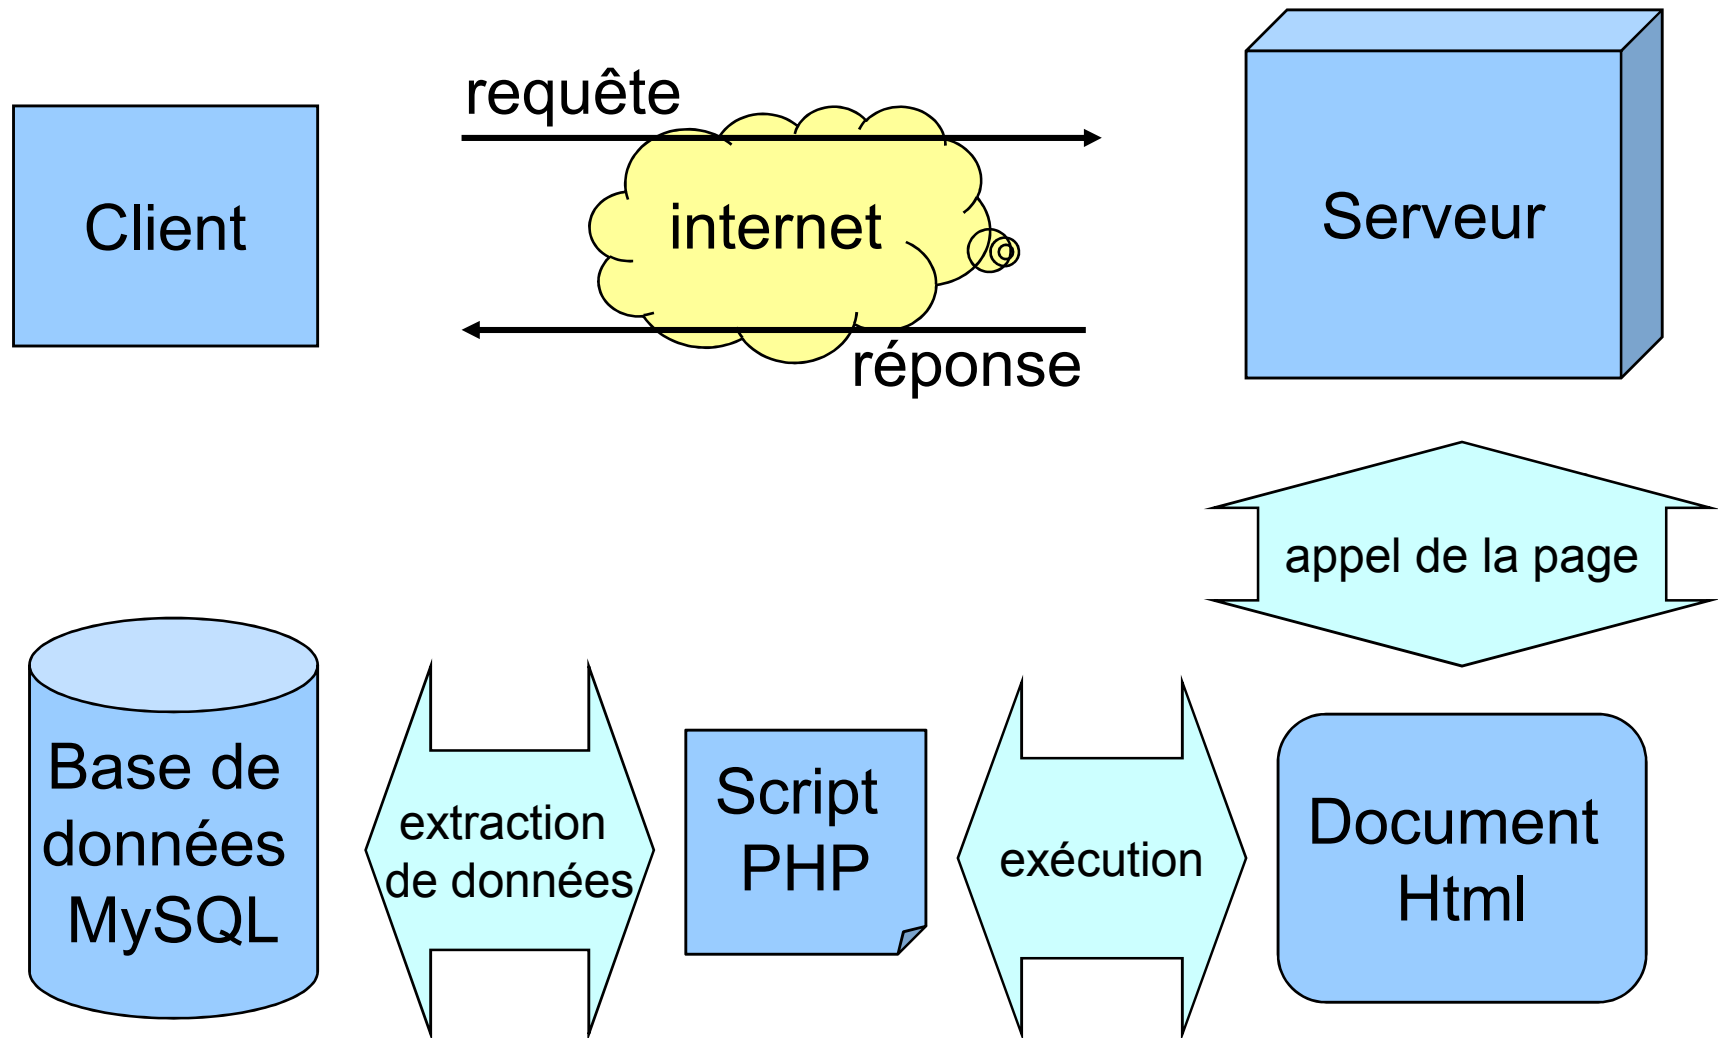 requête
Client
internet
Serveur
réponse
appel de la page
Base de
données
MySQL
extraction
de données
Script
PHP
exécution
Document
Html